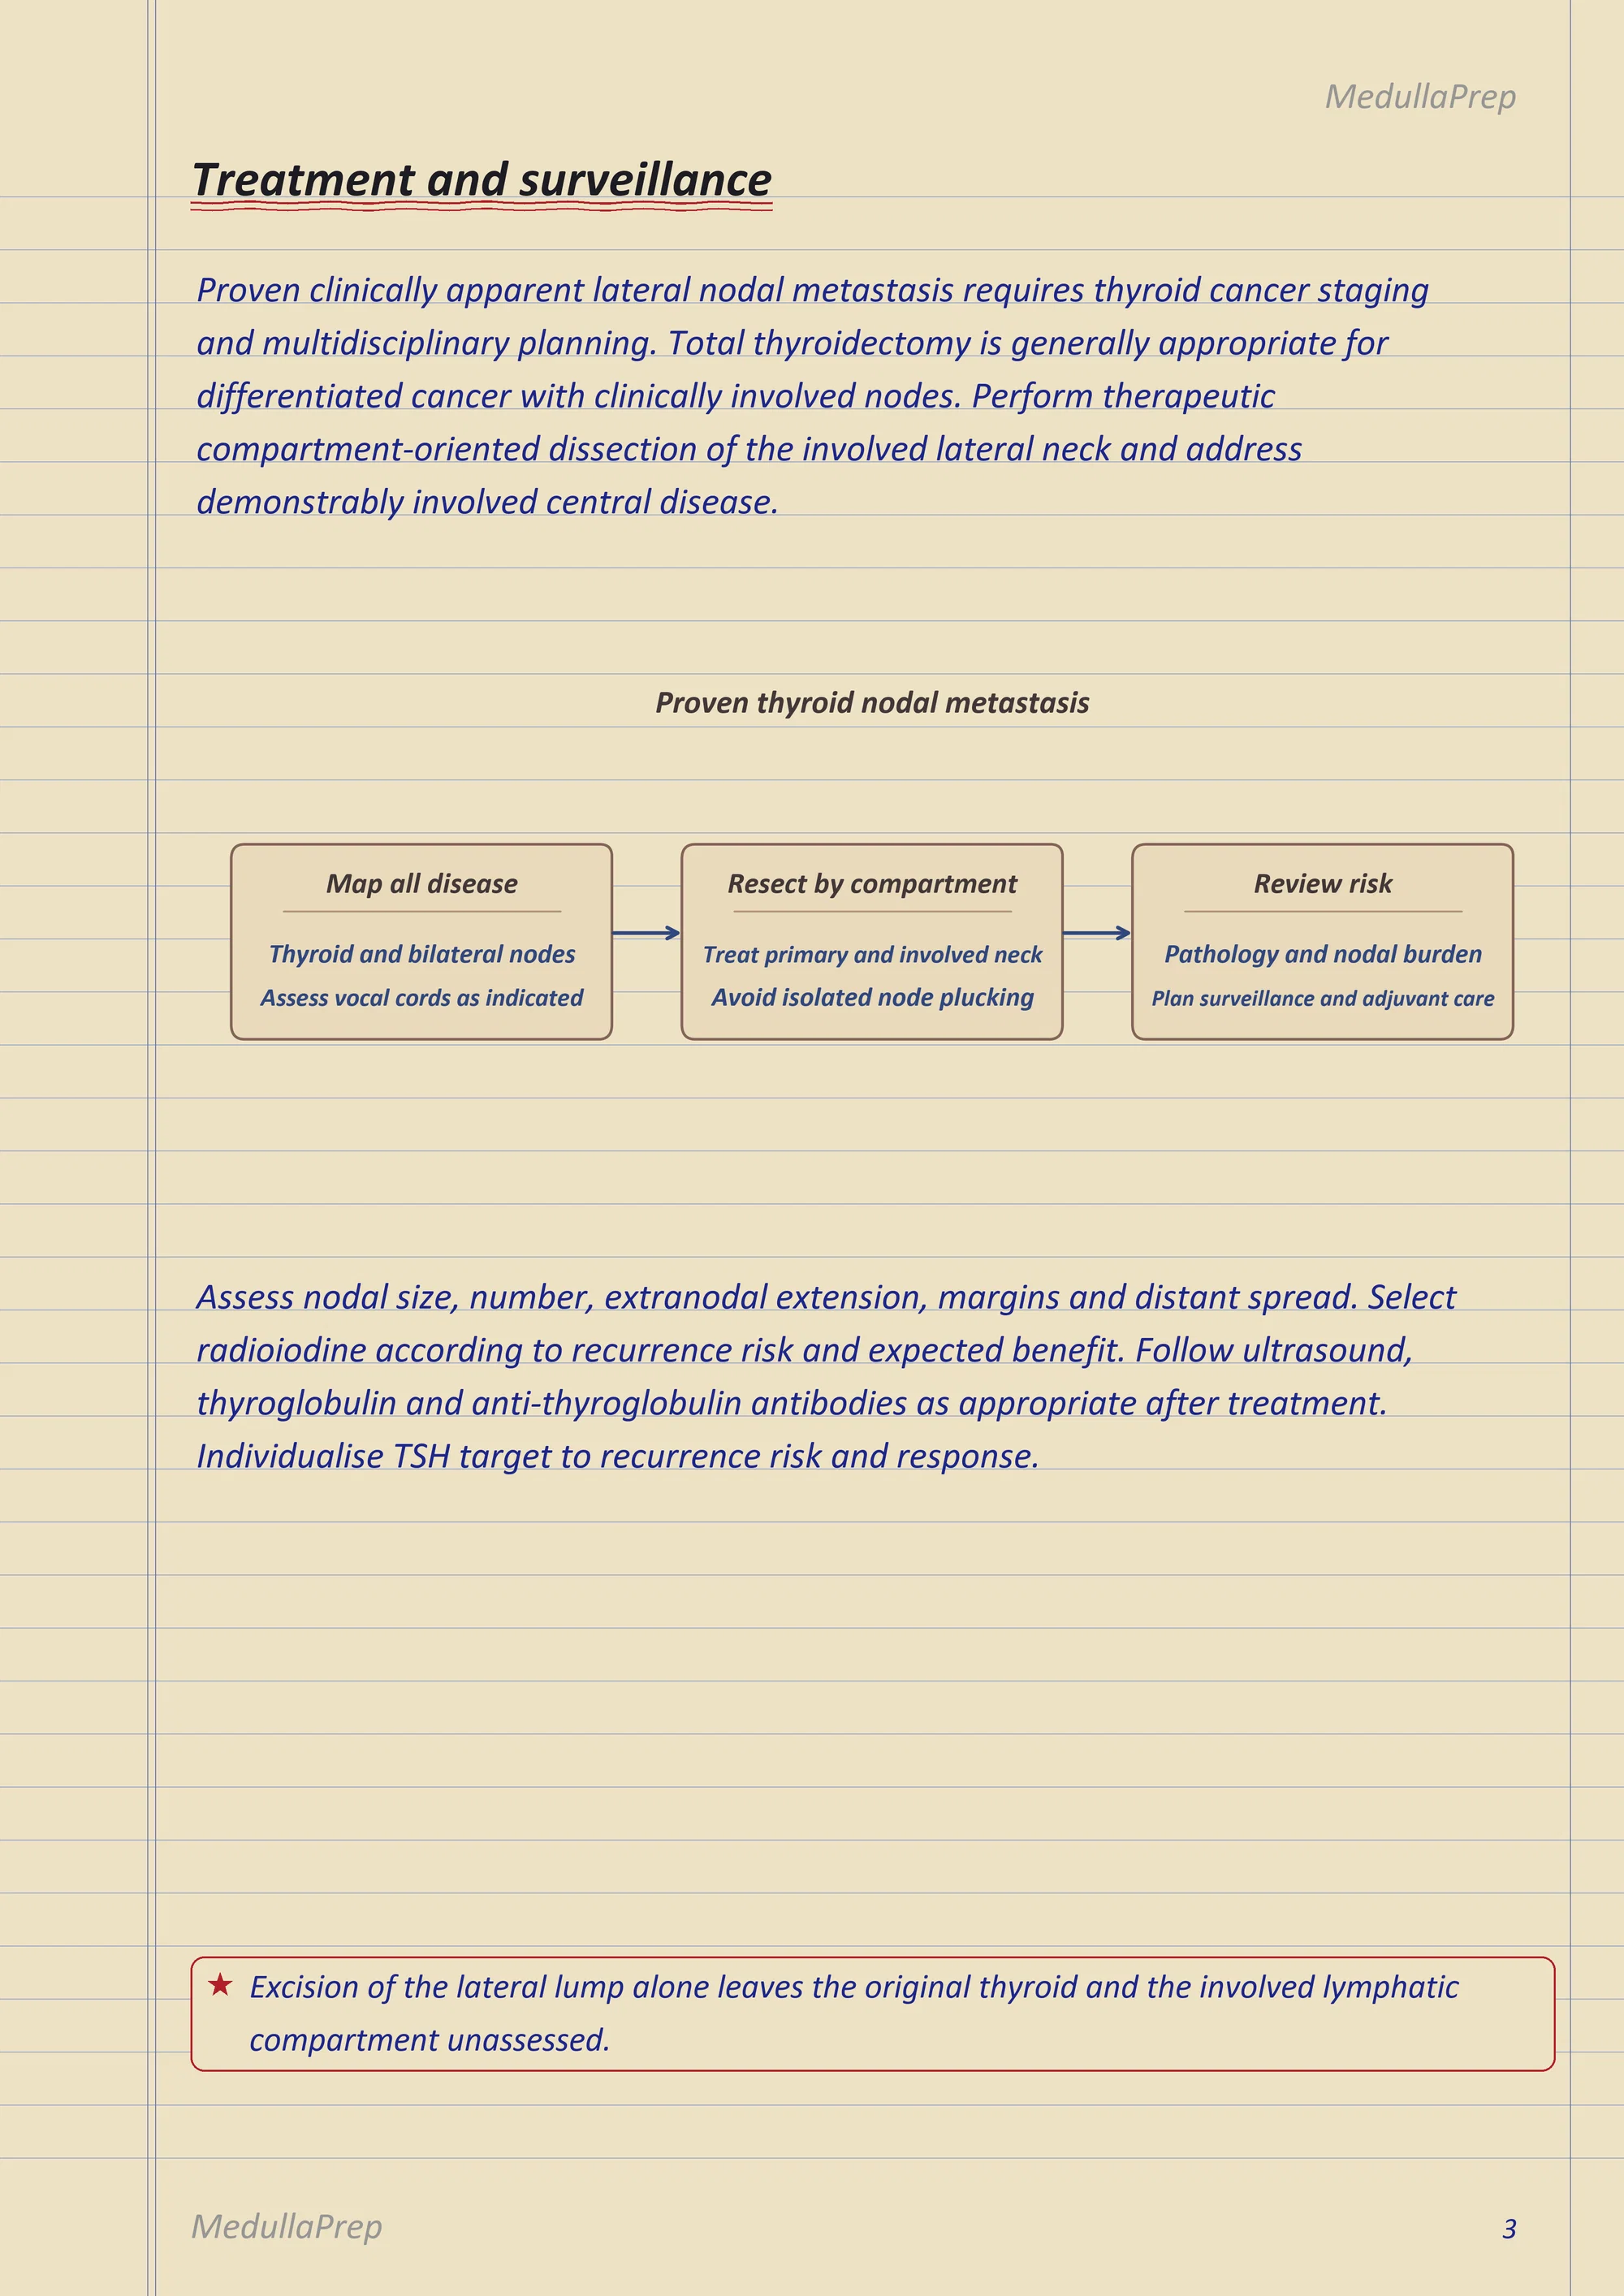 MedullaPrep
Treatment and surveillance
Proven clinically apparent lateral nodal metastasis requires thyroid cancer staging
and multidisciplinary planning. Total thyroidectomy is generally appropriate for
differentiated cancer with clinically involved nodes. Perform therapeutic
compartment-oriented dissection of the involved lateral neck and address
demonstrably involved central disease.
Proven thyroid nodal metastasis
Map all disease
Thyroid and bilateral nodes
Assess vocal cords as indicated
Resect by compartment
Treat primary and involved neck
Avoid isolated node plucking
Review risk
Pathology and nodal burden
Plan surveillance and adjuvant care
Assess nodal size, number, extranodal extension, margins and distant spread. Select
radioiodine according to recurrence risk and expected benefit. Follow ultrasound,
thyroglobulin and anti-thyroglobulin antibodies as appropriate after treatment.
Individualise TSH target to recurrence risk and response.
★ Excision of the lateral lump alone leaves the original thyroid and the involved lymphatic
compartment unassessed.
MedullaPrep
3